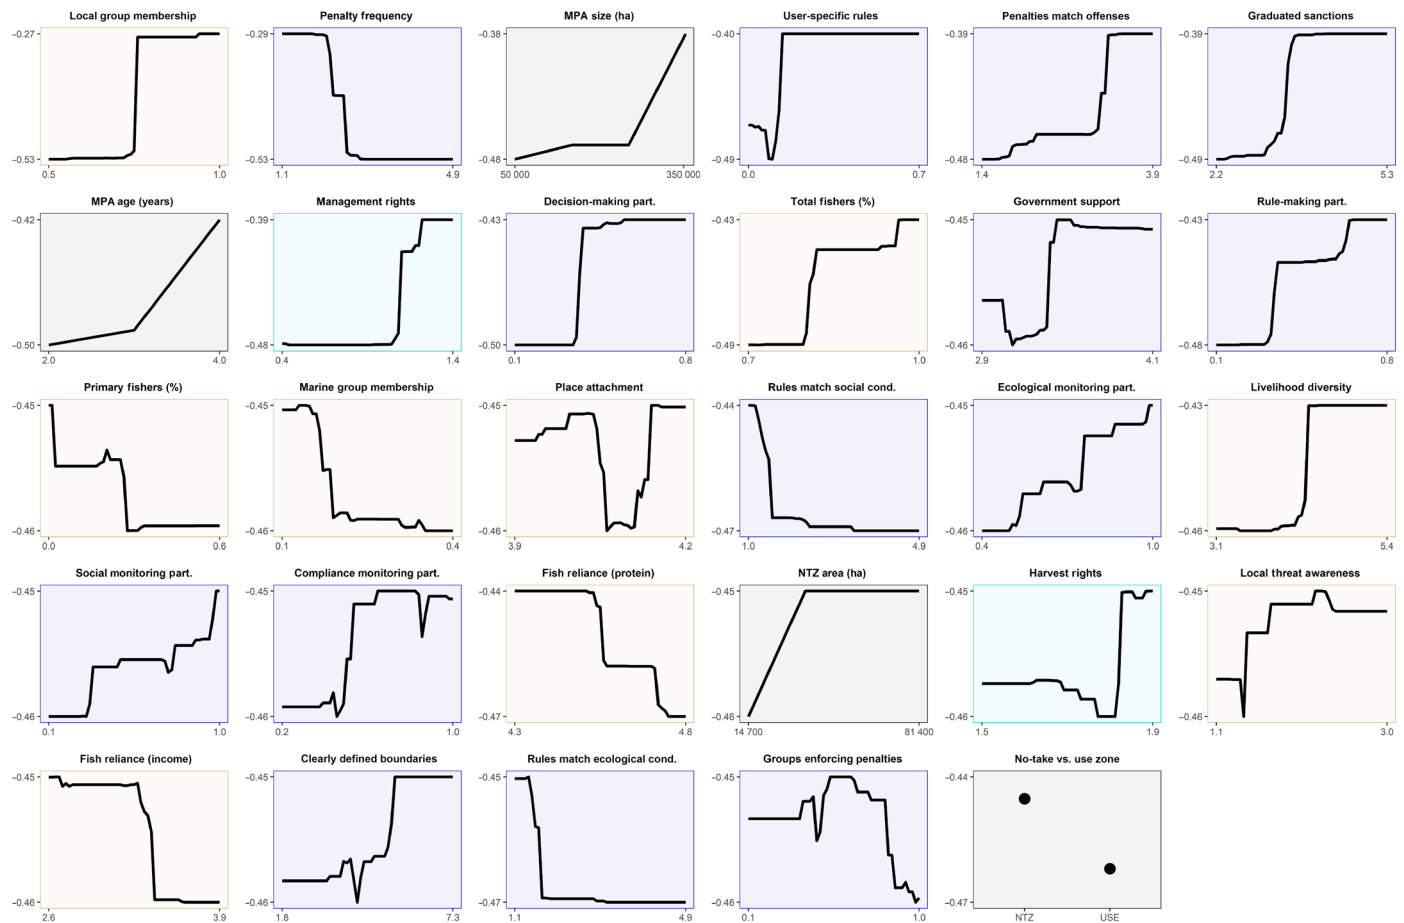 Local group membership
−0.27
−0.53
0.5 1.0
Penalty frequency
−0.29
−0.53
1.1 4.9
MPA size (ha)
−0.38
−0.48
50 000 350 000
User-specific rules
−0.40
−0.49
0.0 0.7
Penalties match offenses
−0.39
−0.48
1.4 3.9
Graduated sanctions
−0.39
−0.49
2.2 5.3
MPA age (years)
−0.42
−0.50
2.0 4.0
Management rights
−0.39
−0.48
0.4 1.4
Decision-making part.
−0.43
−0.50
0.1 0.8
Total fishers (%)
−0.43
−0.49
0.7 1.0
Government support
−0.45
−0.46
2.9 4.1
Rule-making part.
−0.43
−0.48
0.1 0.8
Primary fishers (%)
−0.45
−0.46
0.0 0.6
Marine group membership
−0.45
−0.46
0.1 0.4
Place attachment
−0.45
−0.46
3.9 4.2
Rules match social cond.
−0.44
−0.47
1.0 4.9
Ecological monitoring part.
−0.45
−0.46
0.4 1.0
Livelihood diversity
−0.43
−0.46
3.1 5.4
Social monitoring part.
−0.45
−0.46
0.1 1.0
Compliance monitoring part.
−0.45
−0.46
0.2 1.0
Fish reliance (protein)
−0.44
−0.47
4.3 4.8
NTZ area (ha)
−0.45
−0.46
14 700 81 400
Harvest rights
−0.45
−0.46
1.5 1.9
Local threat awareness
−0.45
−0.46
1.1 3.0
Fish reliance (income)
−0.45
−0.46
2.6 3.9
Clearly defined boundaries
−0.45
−0.46
1.8 7.3
Rules match ecological cond.
−0.45
−0.47
1.1 4.9
Groups enforcing penalties
−0.45
−0.46
0.1 1.0
No-take vs. use zone
−0.44
−0.47
NTZ USE